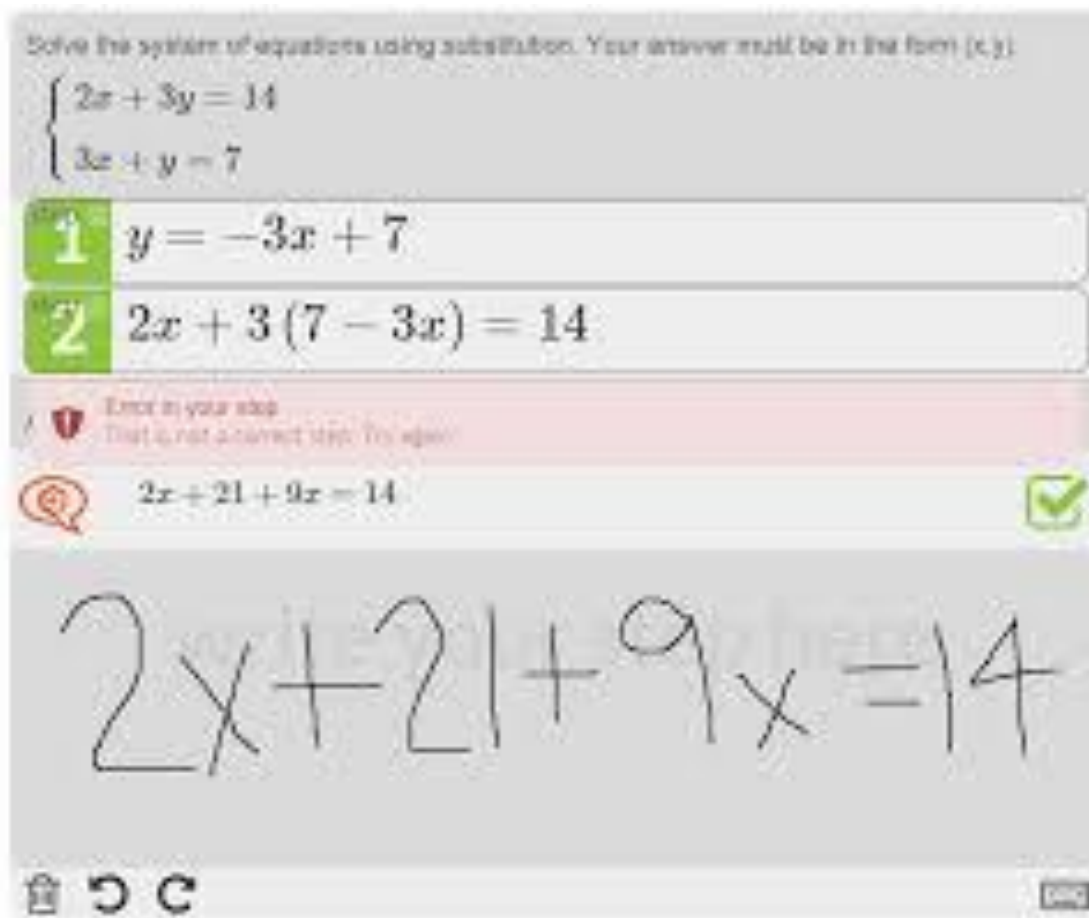 Solve the system of equations using substitution. Your answer must be in the form (x,y)
2x + 3y = 14
3x + y = 7
1 y = −3x + 7
2 2x + 3 (7 − 3x) = 14
Error in your step
That is not a correct step. Try again
2x + 21 + 9x = 14
2x+21+9x=14